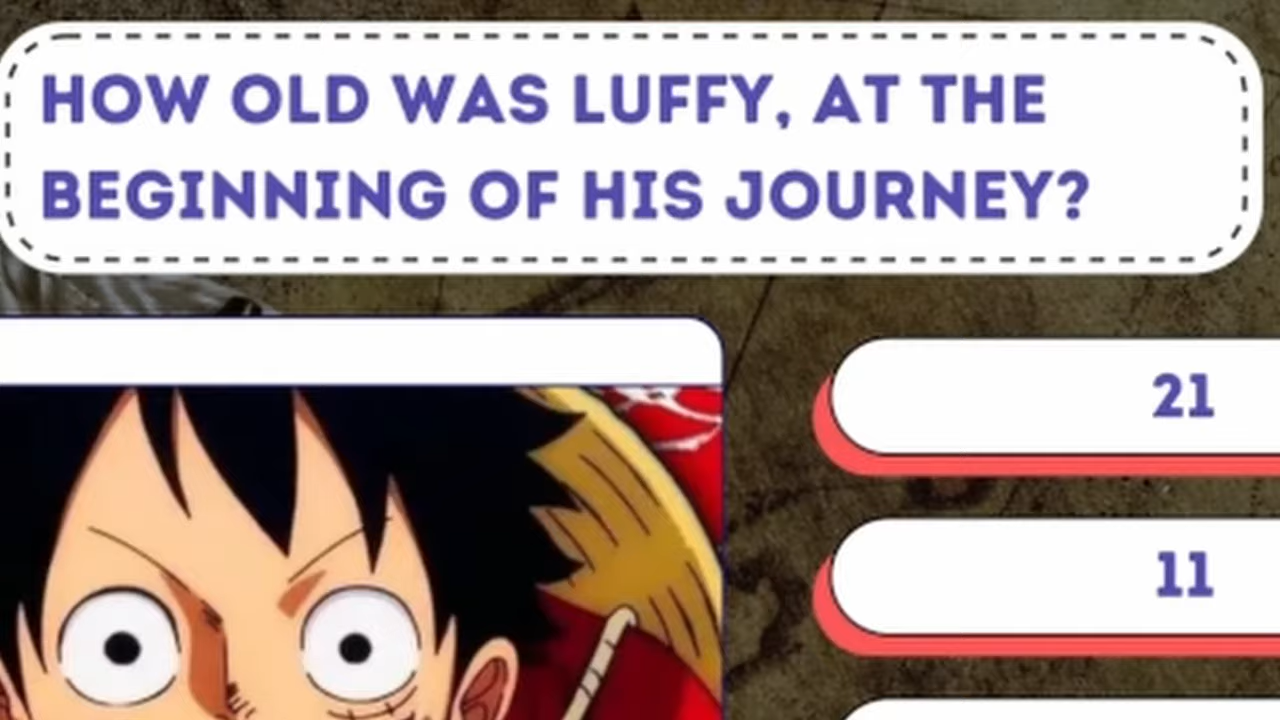 HOW OLD WAS LUFFY, AT THE
BEGINNING OF HIS JOURNEY?
21
11